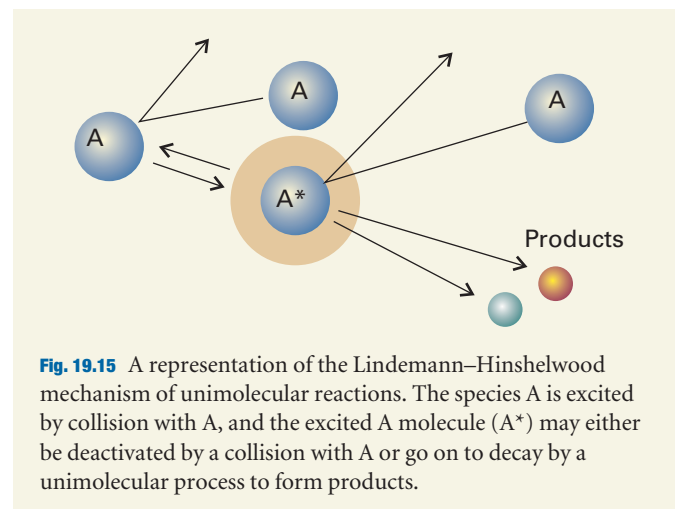 A
A
A
A*
Products
Fig. 19.15 A representation of the Lindemann–Hinshelwood
mechanism of unimolecular reactions. The species A is excited
by collision with A, and the excited A molecule (A*) may either
be deactivated by a collision with A or go on to decay by a
unimolecular process to form products.